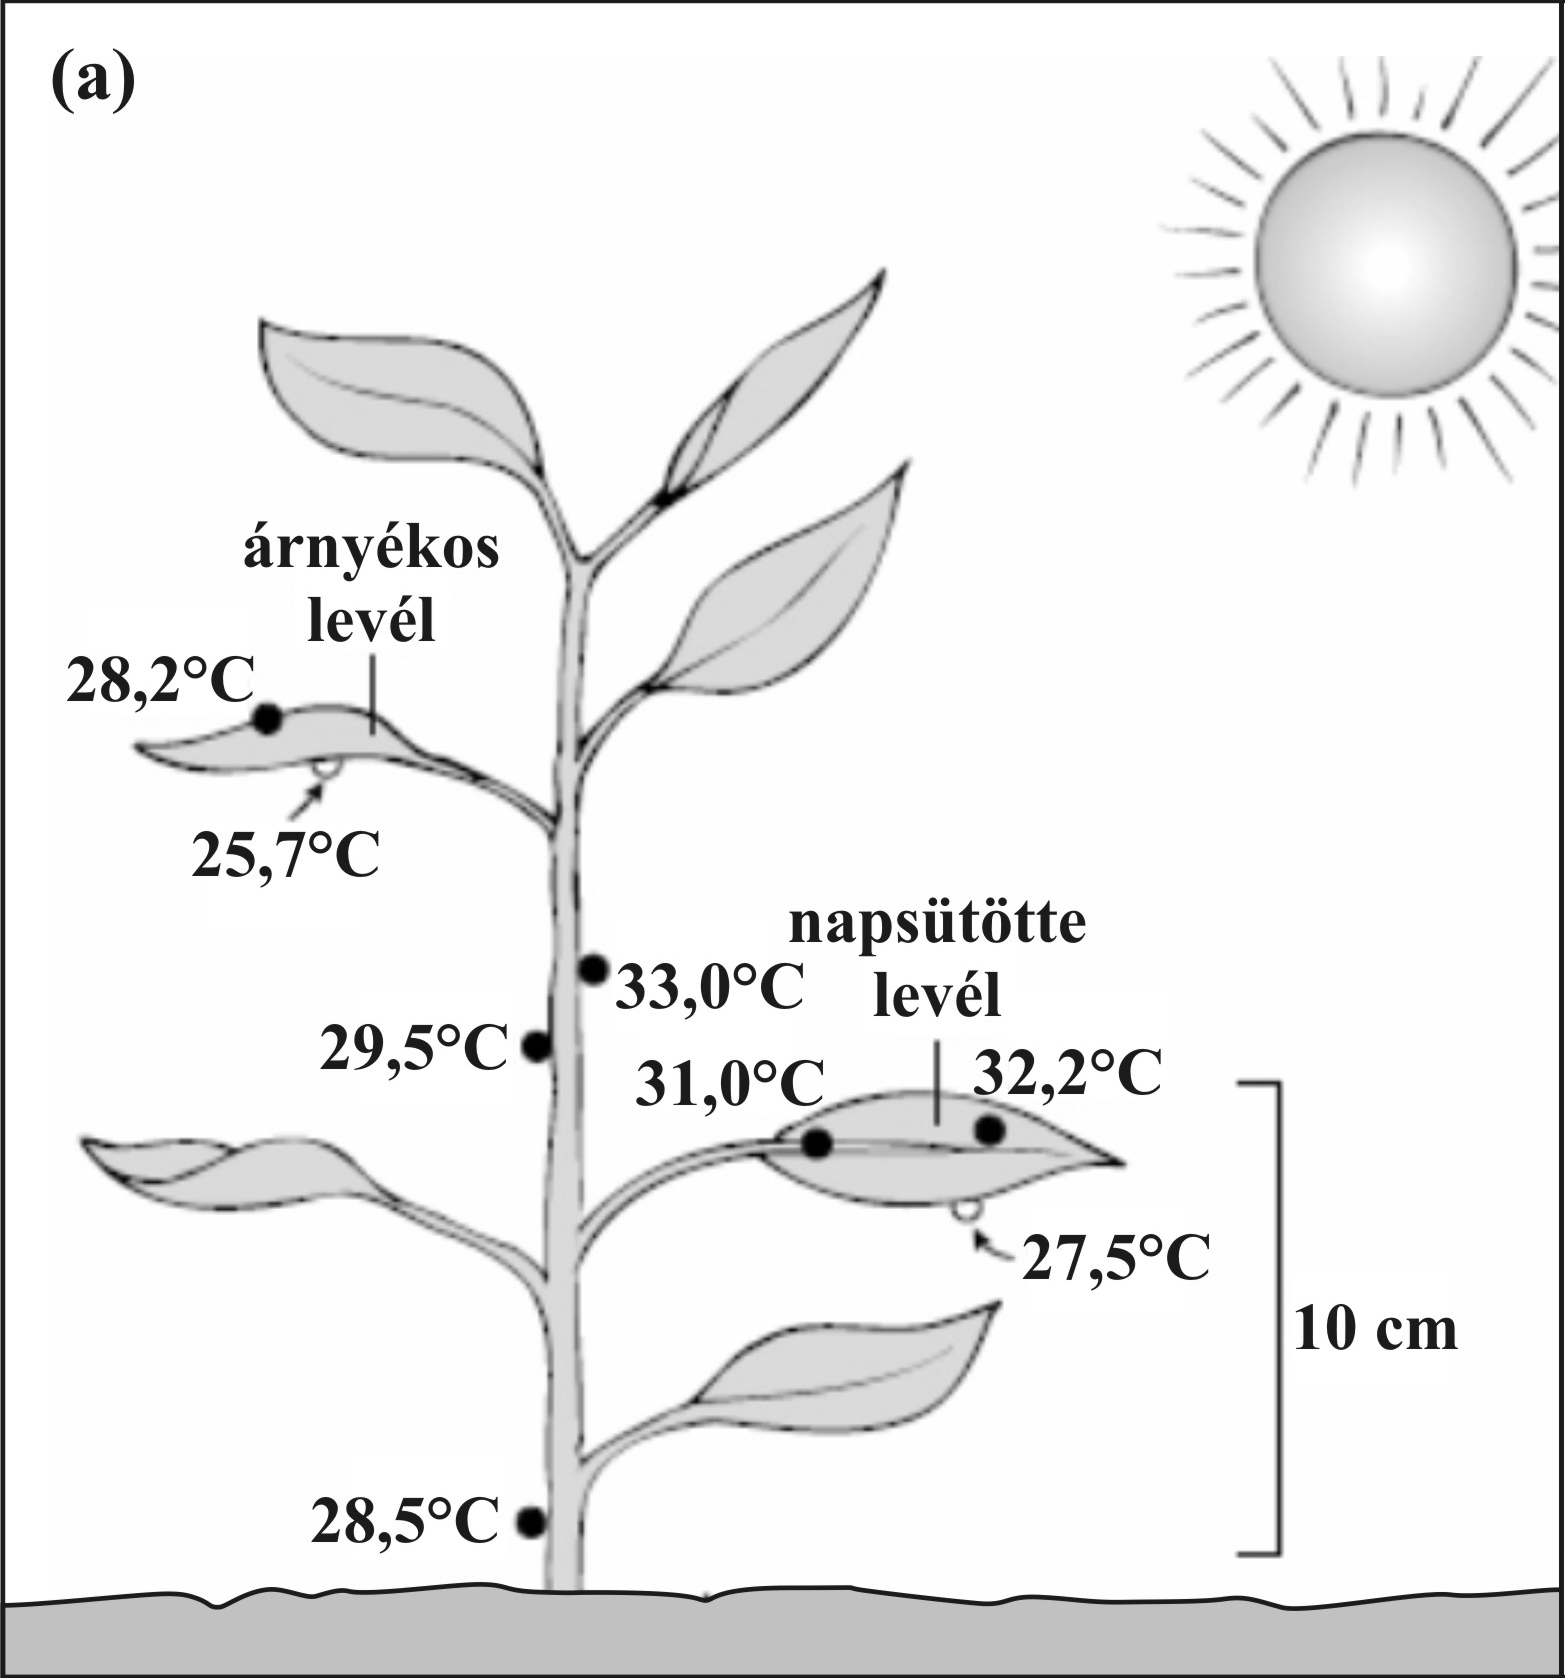 (a)
árnyékos
levél
28,2°C
25,7°C
napsütötte
levél
33,0°C
29,5°C
31,0°C
32,2°C
27,5°C
10 cm
28,5°C